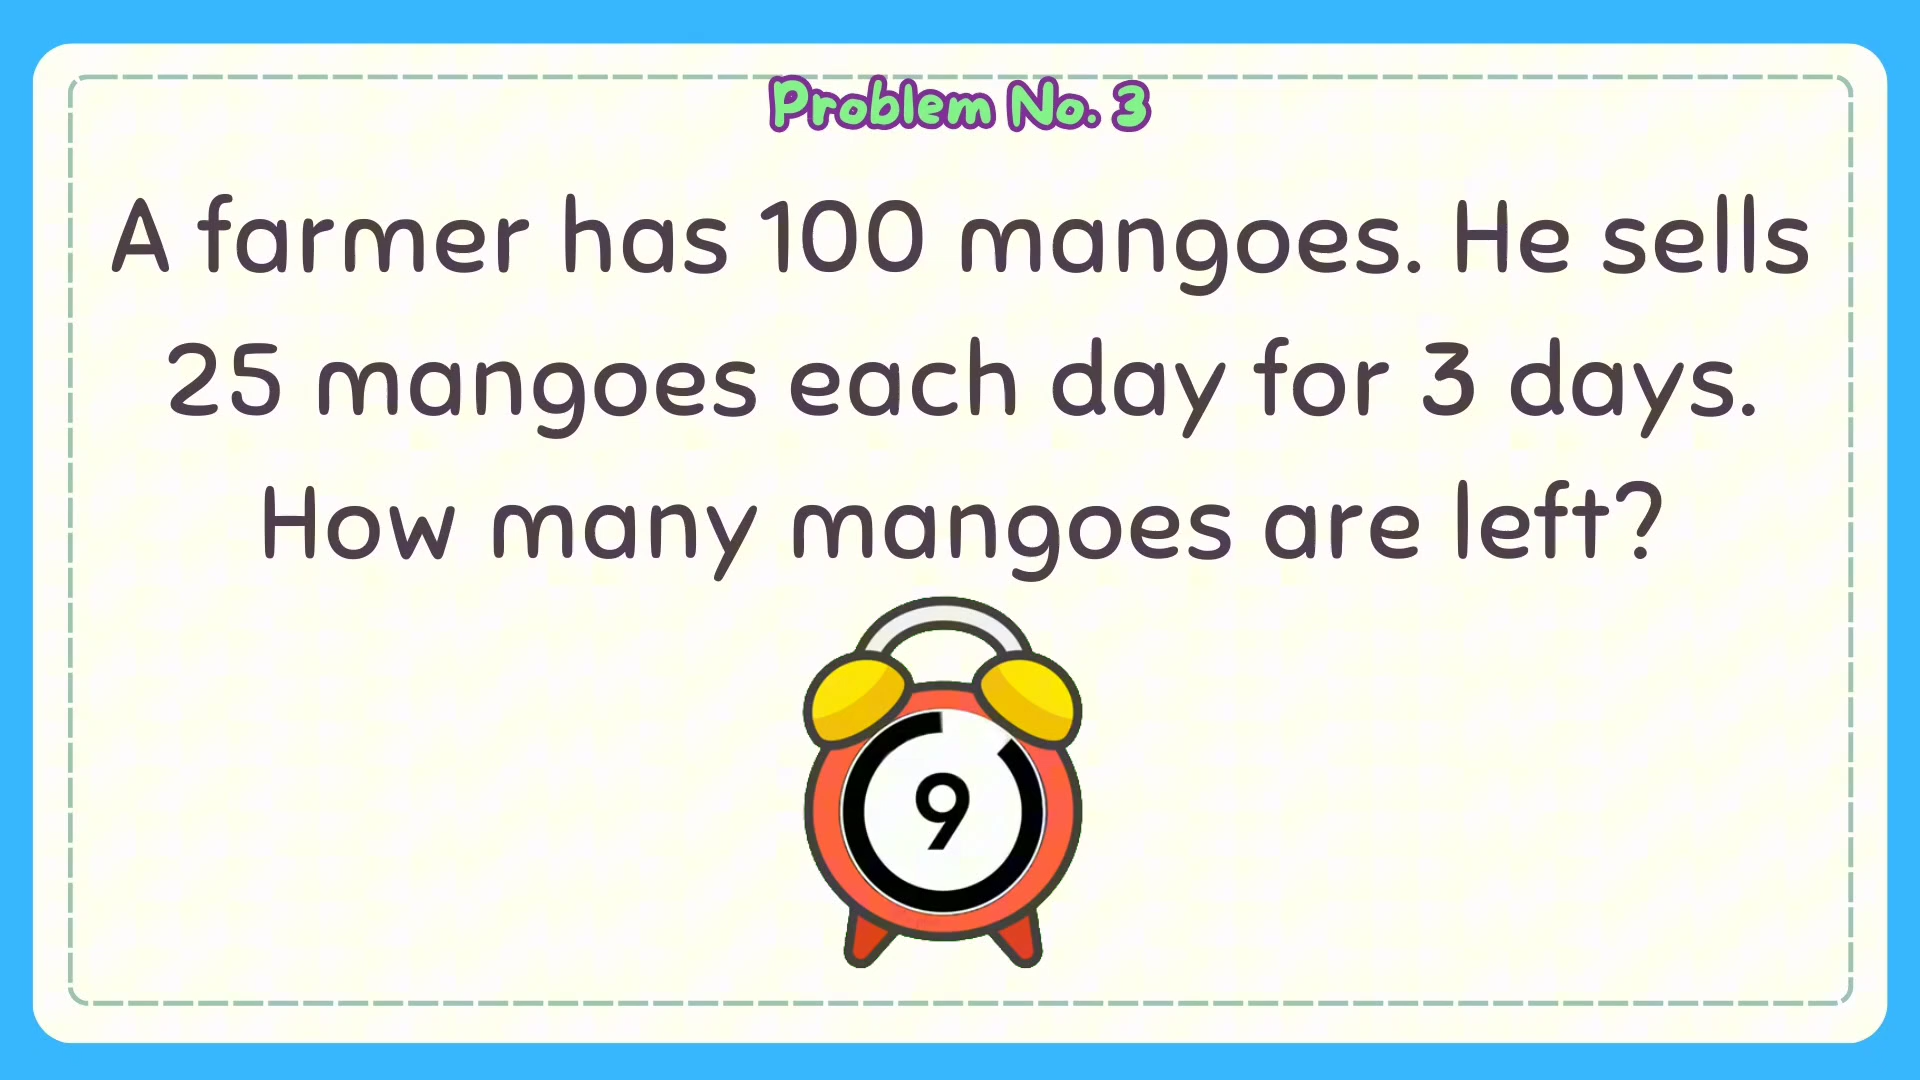 Problem No. 3
A farmer has 100 mangoes. He sells
25 mangoes each day for 3 days.
How many mangoes are left?
9